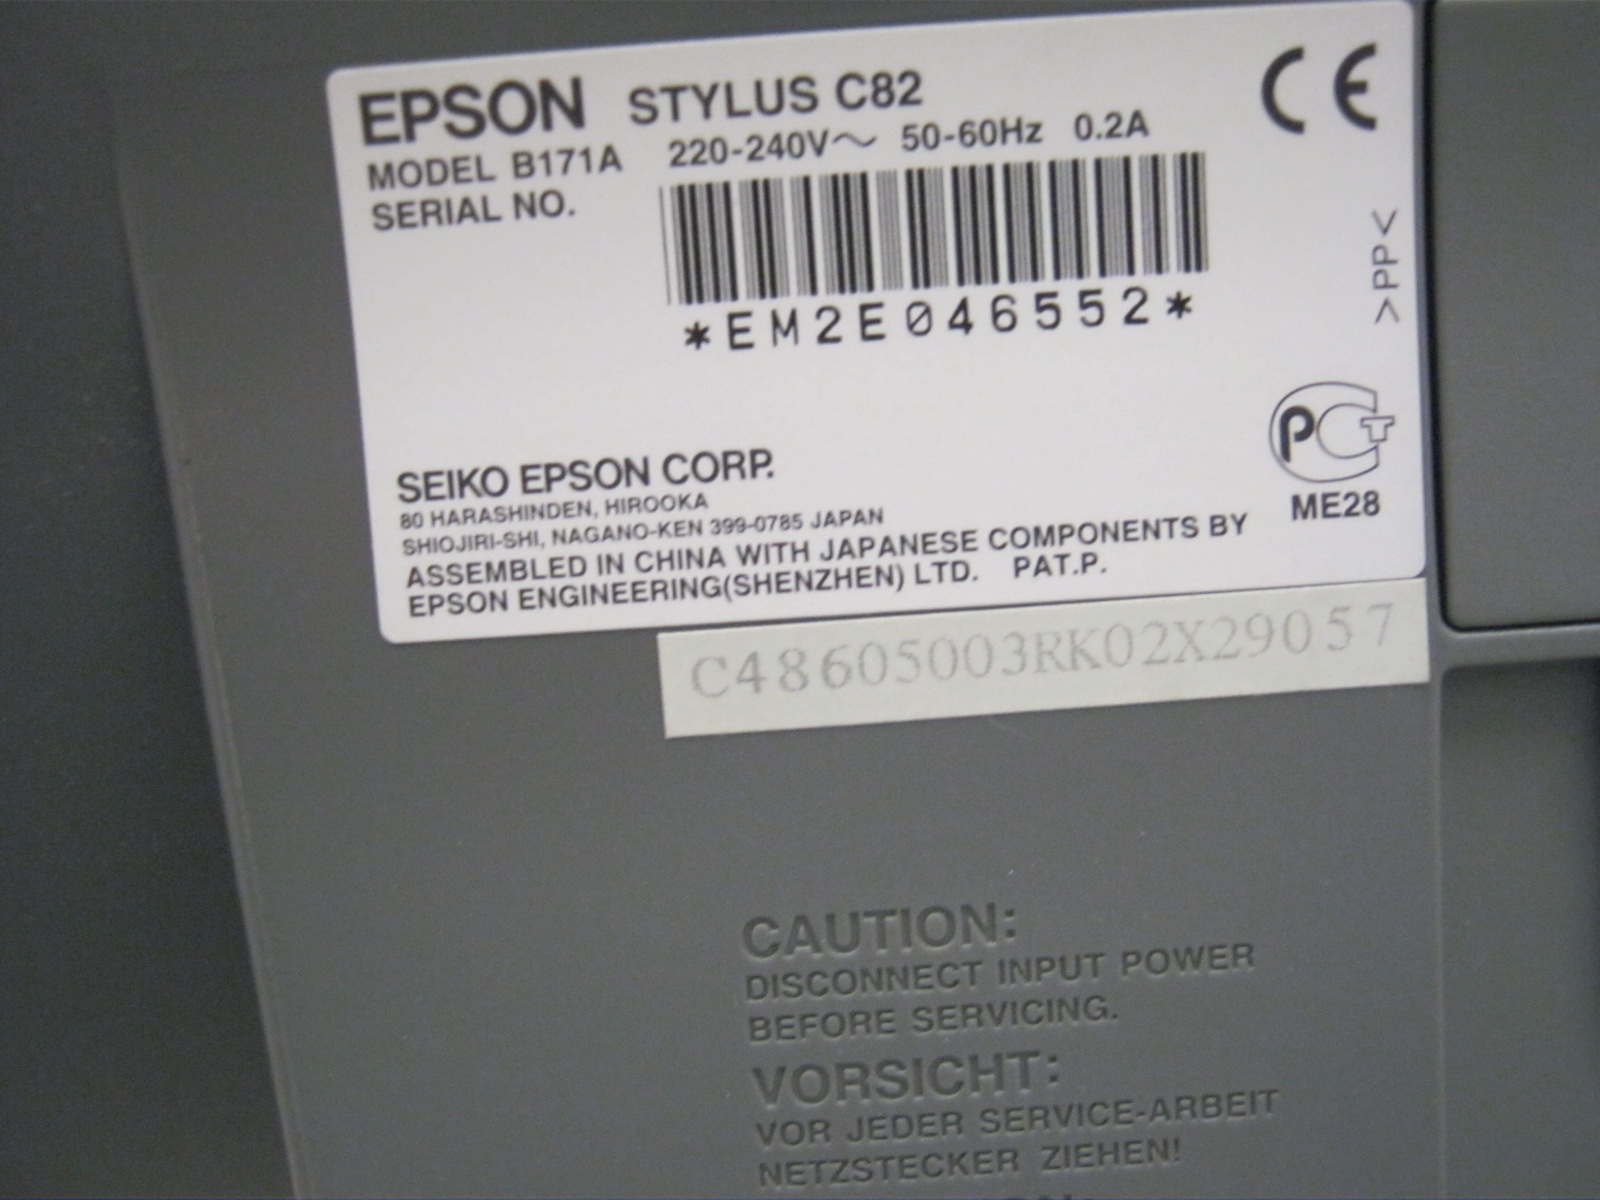 EPSON STYLUS C82
MODEL B171A 220-240V～ 50-60Hz 0.2A
SERIAL NO.
*EM2E046552*
CE
>PP<
PCT
ME28
SEIKO EPSON CORP.
80 HARASHINDEN, HIROOKA
SHIOJIRI-SHI, NAGANO-KEN 399-0785 JAPAN
ASSEMBLED IN CHINA WITH JAPANESE COMPONENTS BY
EPSON ENGINEERING(SHENZHEN) LTD. PAT.P.
C48605003RK02X29057
CAUTION:
DISCONNECT INPUT POWER
BEFORE SERVICING.
VORSICHT:
VOR JEDER SERVICE-ARBEIT
NETZSTECKER ZIEHEN!